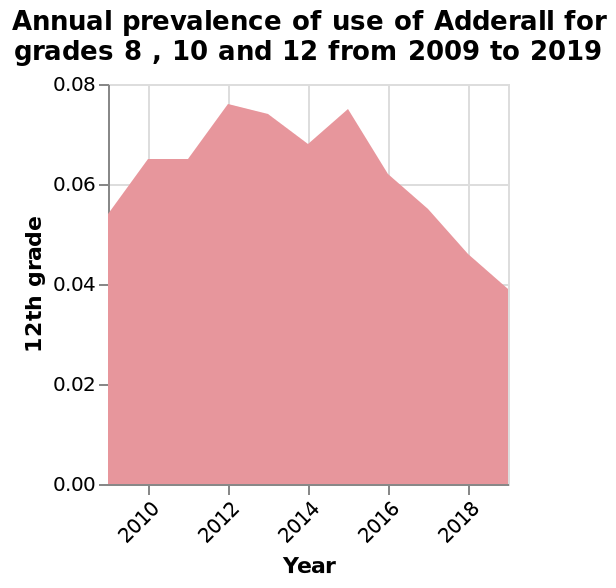 Annual prevalence of use of Adderall for
grades 8 , 10 and 12 from 2009 to 2019
0.08
0.06
0.04
0.02
0.00
12th grade
2010
2012
2014
2016
2018
Year